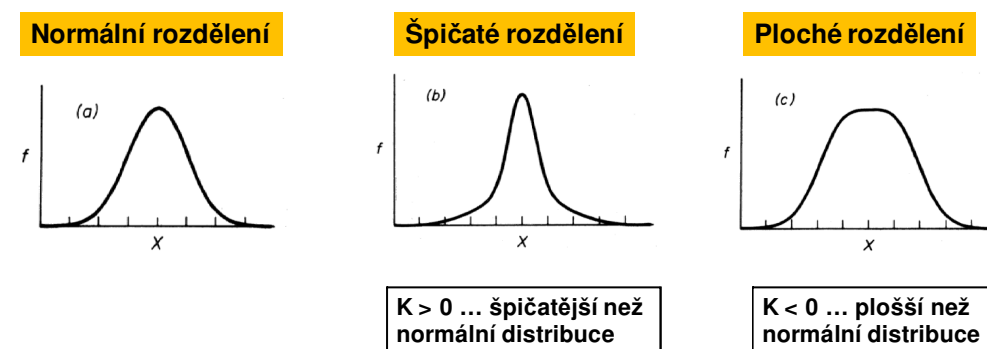 Normální rozdělení
Špičaté rozdělení
Ploché rozdělení
(a)
f
X
(b)
f
X
(c)
f
X
K > 0 … špičatější než
normální distribuce
K < 0 … plošší než
normální distribuce